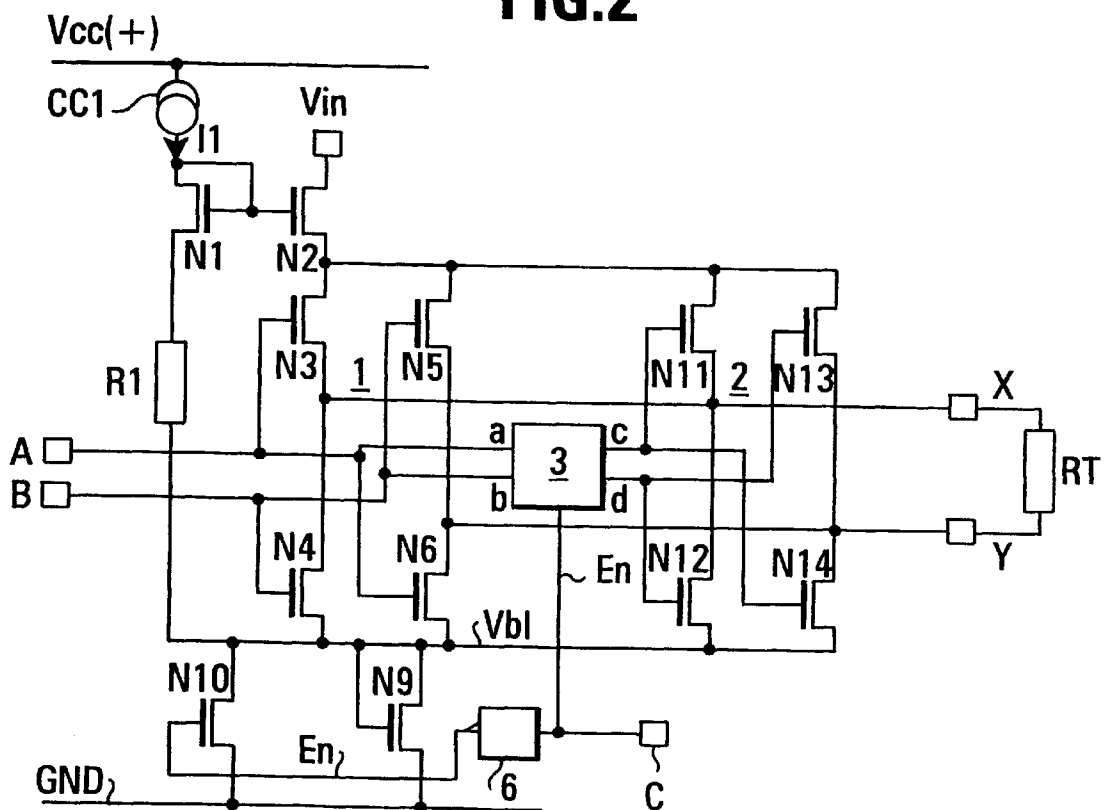 FIG.2
Vcc(+)
CC1
I1
Vin
N1
N2
N3
1
N5
N11
2
N13
X
R1
A
B
a
b
3
c
d
RT
Y
N4
N6
En
N12
N14
Vbl
N10
N9
En
6
C
GND